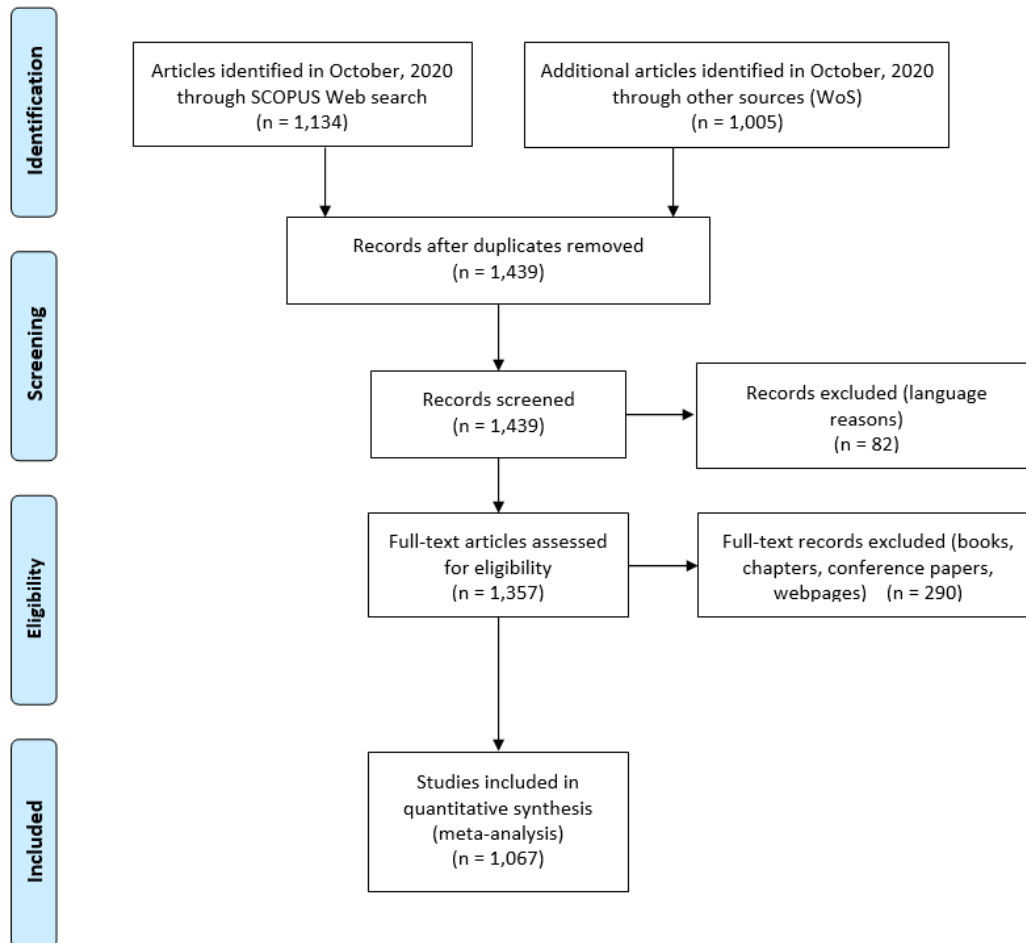 Identification
Articles identified in October, 2020
through SCOPUS Web search
(n = 1,134)
Additional articles identified in October, 2020
through other sources (WoS)
(n = 1,005)
Records after duplicates removed
(n = 1,439)
Screening
Records screened
(n = 1,439)
Records excluded (language
reasons)
(n = 82)
Eligibility
Full-text articles assessed
for eligibility
(n = 1,357)
Full-text records excluded (books,
chapters, conference papers,
webpages)    (n = 290)
Included
Studies included in
quantitative synthesis
(meta-analysis)
(n = 1,067)